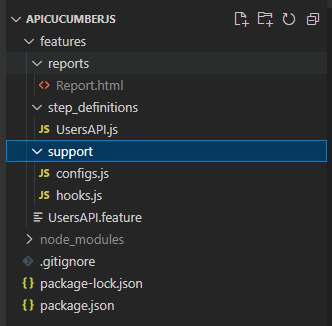 APICUCUMBERJS
features
reports
Report.html
step_definitions
JS UsersAPI.js
support
JS configs.js
JS hooks.js
UsersAPI.feature
node_modules
.gitignore
{} package-lock.json
{} package.json